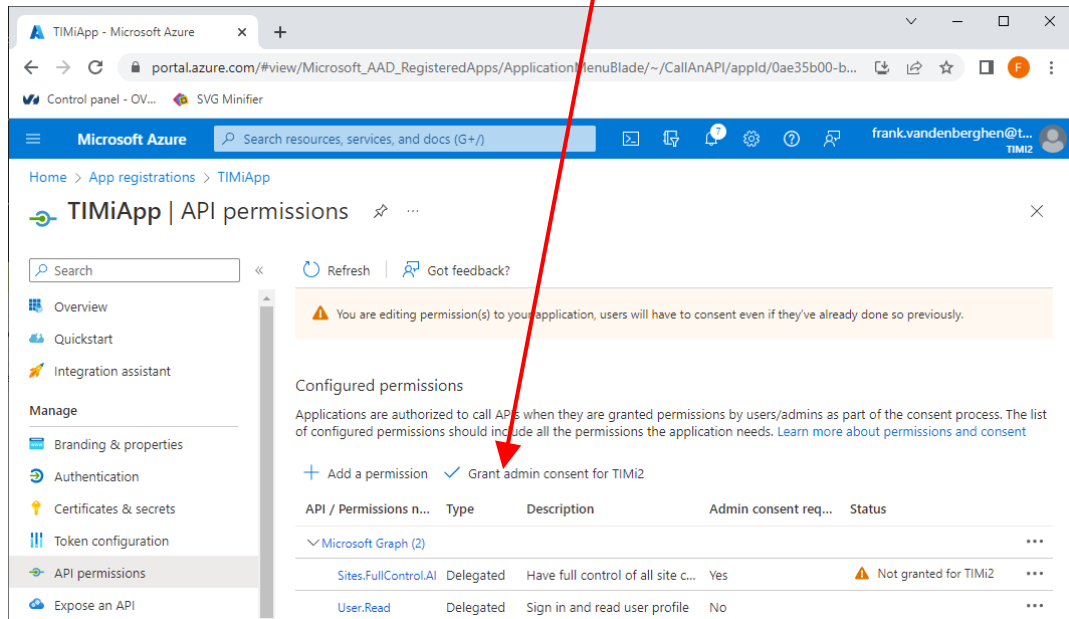 TIMiApp - Microsoft Azure
portal.azure.com/#view/Microsoft_AAD_RegisteredApps/ApplicationMenuBlade/~/CallAnAPI/appId/0ae35b00-b...
F
Control panel - OV...
SVG Minifier
Microsoft Azure
Search resources, services, and docs (G+/)
7
frank.vandenberghen@t...
TIMI2
Home > App registrations > TIMiApp
TIMiApp | API permissions
Search
Refresh
Got feedback?
Overview
Quickstart
Integration assistant
Manage
Branding & properties
Authentication
Certificates & secrets
Token configuration
API permissions
Expose an API
You are editing permission(s) to your application, users will have to consent even if they've already done so previously.
Configured permissions
Applications are authorized to call APIs when they are granted permissions by users/admins as part of the consent process. The list
of configured permissions should include all the permissions the application needs. Learn more about permissions and consent
Add a permission
Grant admin consent for TIMi2
API / Permissions n... Type Description Admin consent req... Status
Microsoft Graph (2)
Sites.FullControl.Al Delegated Have full control of all site c... Yes Not granted for TIMi2
User.Read Delegated Sign in and read user profile No